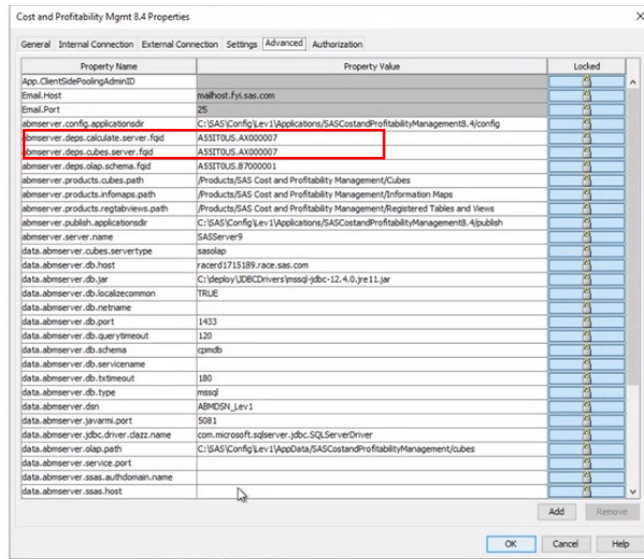 Cost and Profitability Mgmt 8.4 Properties
General Internal Connection External Connection Settings Advanced Authorization
Property Name Property Value Locked
App.ClientSidePoolingAdminID
Email.Host mailhost.fyi.sas.com
Email.Port 25
abmserver.config.applicationsdir C:\SAS\Config\Lev1\Applications/SASCostandProfitabilityManagement8.4/config
abmserver.deps.calculate.server.fqid A55IT0US.AX000007
abmserver.deps.cubes.server.fqid A55IT0US.AX000007
abmserver.deps.olap.schema.fqid A55IT0US.B7000001
abmserver.products.cubes.path /Products/SAS Cost and Profitability Management/Cubes
abmserver.products.infomaps.path /Products/SAS Cost and Profitability Management/Information Maps
abmserver.products.regtabviews.path /Products/SAS Cost and Profitability Management/Registered Tables and Views
abmserver.publish.applicationsdir C:\SAS\Config\Lev1\Applications/SASCostandProfitabilityManagement8.4/publish
abmserver.server.name SASServer9
data.abmserver.cubes.servertype sasolap
data.abmserver.db.host racerd1715189.race.sas.com
data.abmserver.db.jar C:\deploy\JDBCDrivers\mssql-jdbc-12.4.0.jre11.jar
data.abmserver.db.localizecommon TRUE
data.abmserver.db.netname
data.abmserver.db.port 1433
data.abmserver.db.querytimeout 120
data.abmserver.db.schema cpmdb
data.abmserver.db.servicename
data.abmserver.db.txtimeout 180
data.abmserver.db.type mssql
data.abmserver.dsn ABMDSN_Lev1
data.abmserver.javarmi.port 5081
data.abmserver.jdbc.driver.clazz.name com.microsoft.sqlserver.jdbc.SQLServerDriver
data.abmserver.olap.path C:\SAS\Config\Lev1\AppData/SASCostandProfitabilityManagement/cubes
data.abmserver.service.port
data.abmserver.ssas.authdomain.name
data.abmserver.ssas.host
Add Remove
OK Cancel Help